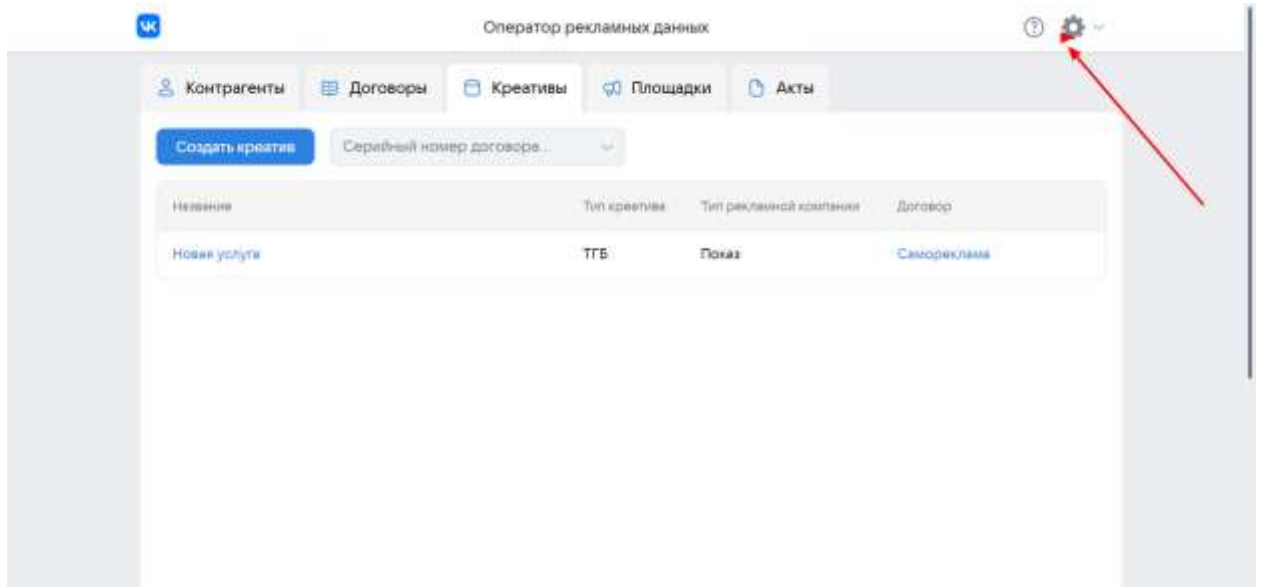 Оператор рекламных данных
Контрагенты Договоры Креативы Площадки Акты
Создать креатив Серийный номер договора...
Название Тип креатива Тип рекламной компании Договор
Новая услуга ТГБ Показ Самореклама